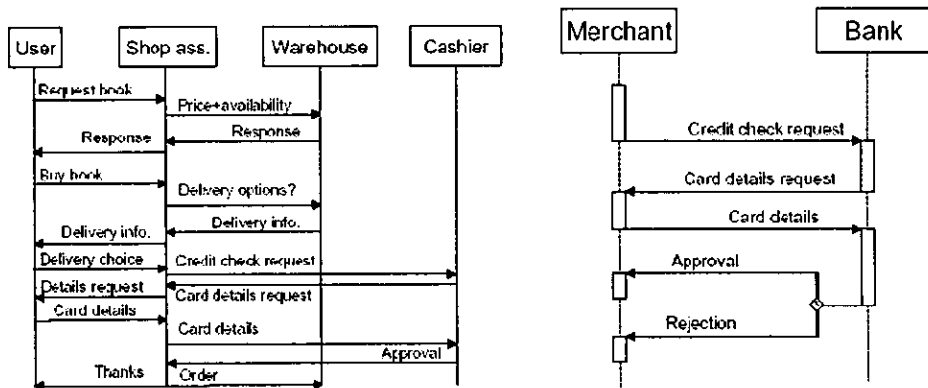 User
Shop ass.
Warehouse
Cashier
Request book
Price+availability
Response
Response
Buy book
Delivery options?
Delivery info.
Delivery info.
Delivery choice
Credit check request
Details request
Card details request
Card details
Card details
Approval
Thanks
Order
Merchant
Bank
Credit check request
Card details request
Card details
Approval
Rejection